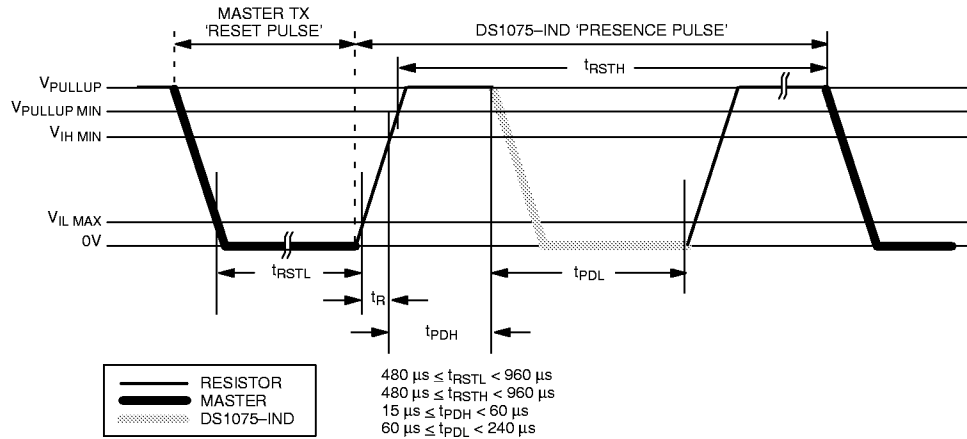 MASTER TX
'RESET PULSE'
DS1075–IND 'PRESENCE PULSE'
tRSTH
VPULLUP
VPULLUP MIN
VIH MIN
VIL MAX
0V
tRSTL
tPDL
tR
tPDH
480 µs ≤ tRSTL < 960 µs
480 µs ≤ tRSTH < 960 µs
15 µs ≤ tPDH < 60 µs
60 µs ≤ tPDL < 240 µs
RESISTOR
MASTER
DS1075–IND